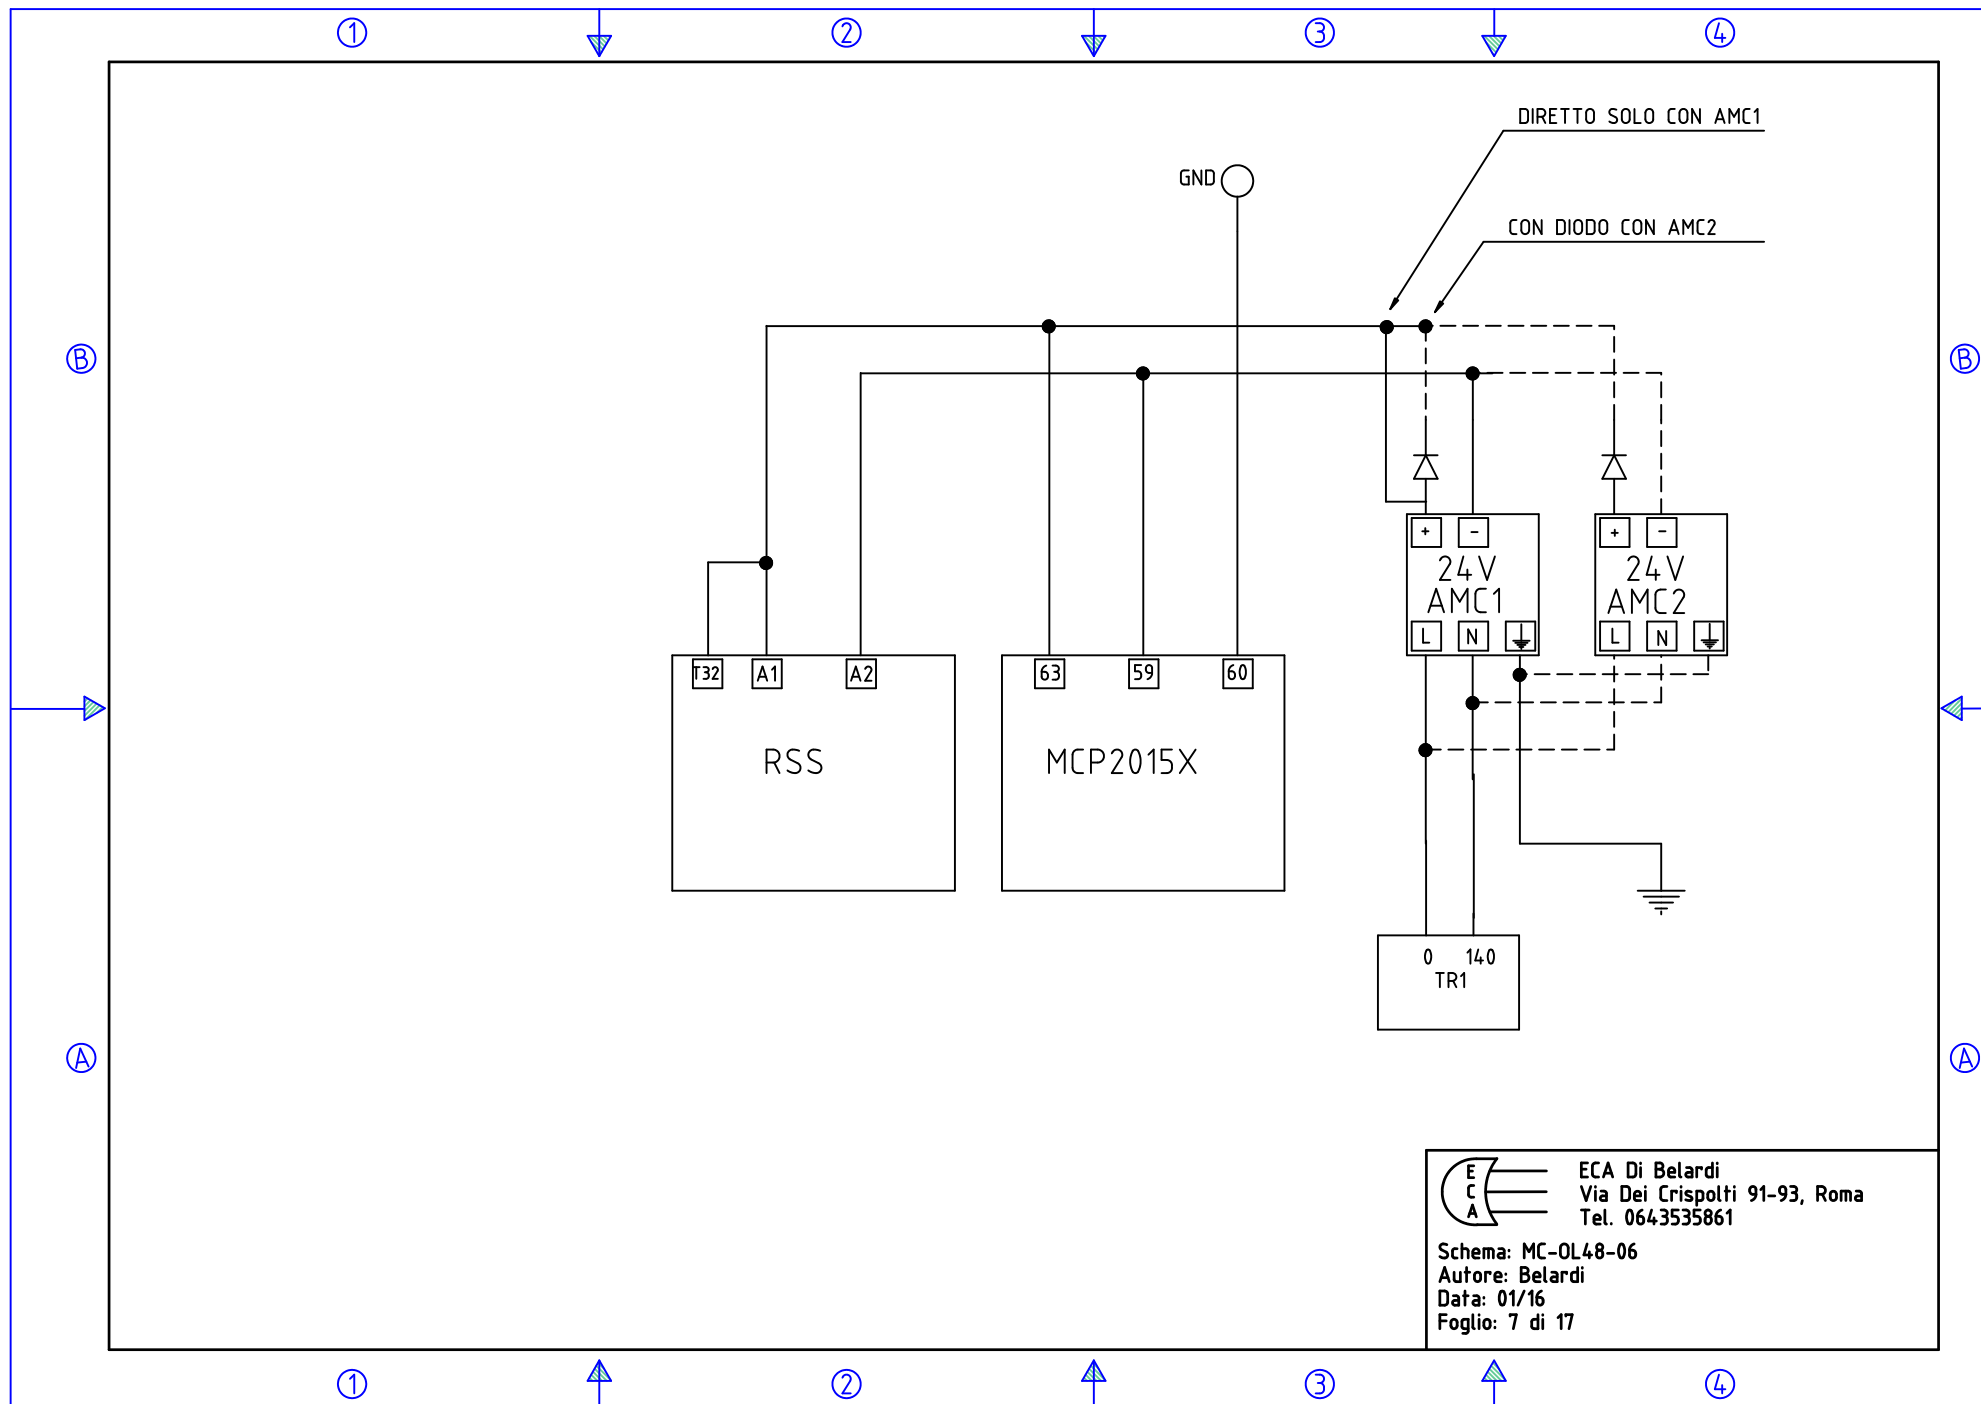 1 2 3 4
DIRETTO SOLO CON AMC1
GND
CON DIODO CON AMC2
B B
+ - + -
24V 24V
AMC1 AMC2
L N L N
T32 A1 A2 63 59 60
RSS MCP2015X
0 140
TR1
A A
E
C
A
ECA Di Belardi
Via Dei Crispolti 91-93, Roma
Tel. 0643535861
Schema: MC-OL48-06
Autore: Belardi
Data: 01/16
Foglio: 7 di 17
1 2 3 4